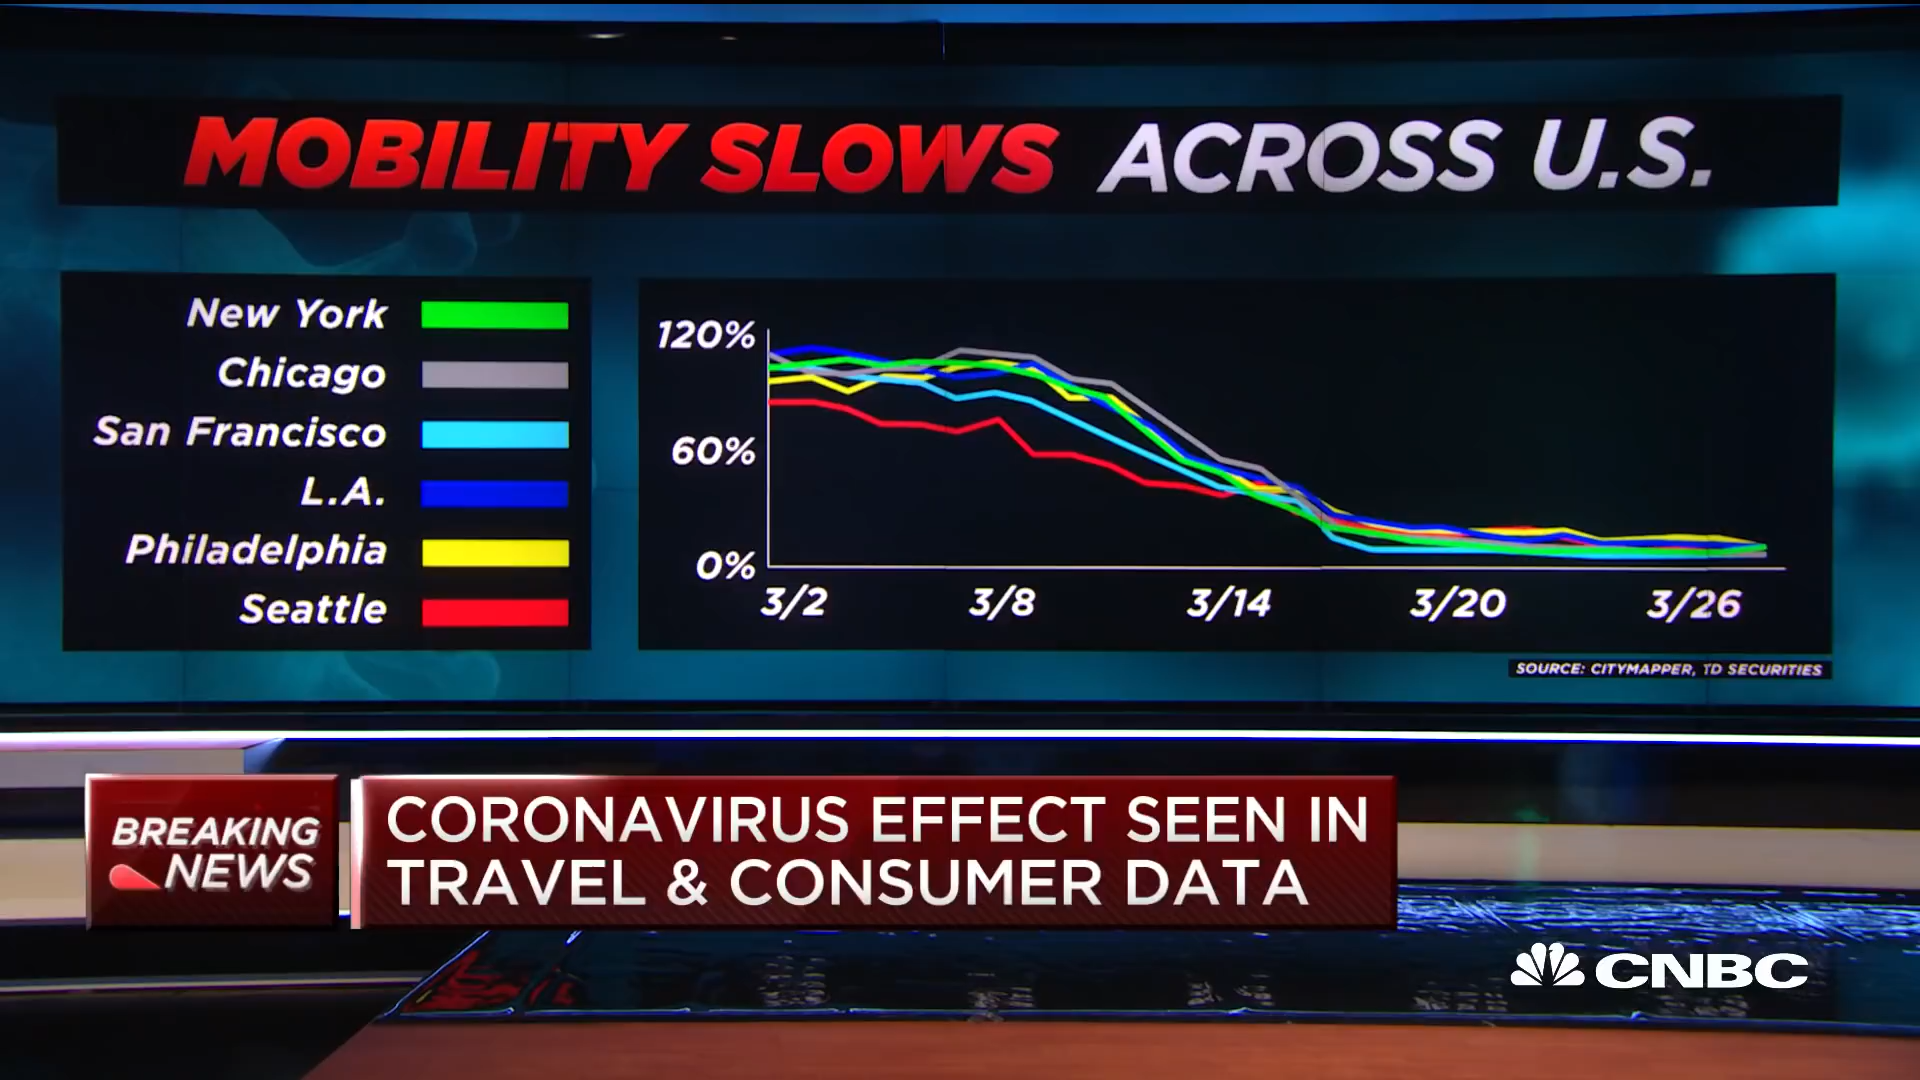 MOBILITY SLOWS ACROSS U.S.
New York
Chicago
San Francisco
L.A.
Philadelphia
Seattle
120%
60%
0%
3/2 3/8 3/14 3/20 3/26
SOURCE: CITYMAPPER, TD SECURITIES
BREAKING NEWS
CORONAVIRUS EFFECT SEEN IN
TRAVEL & CONSUMER DATA
CNBC